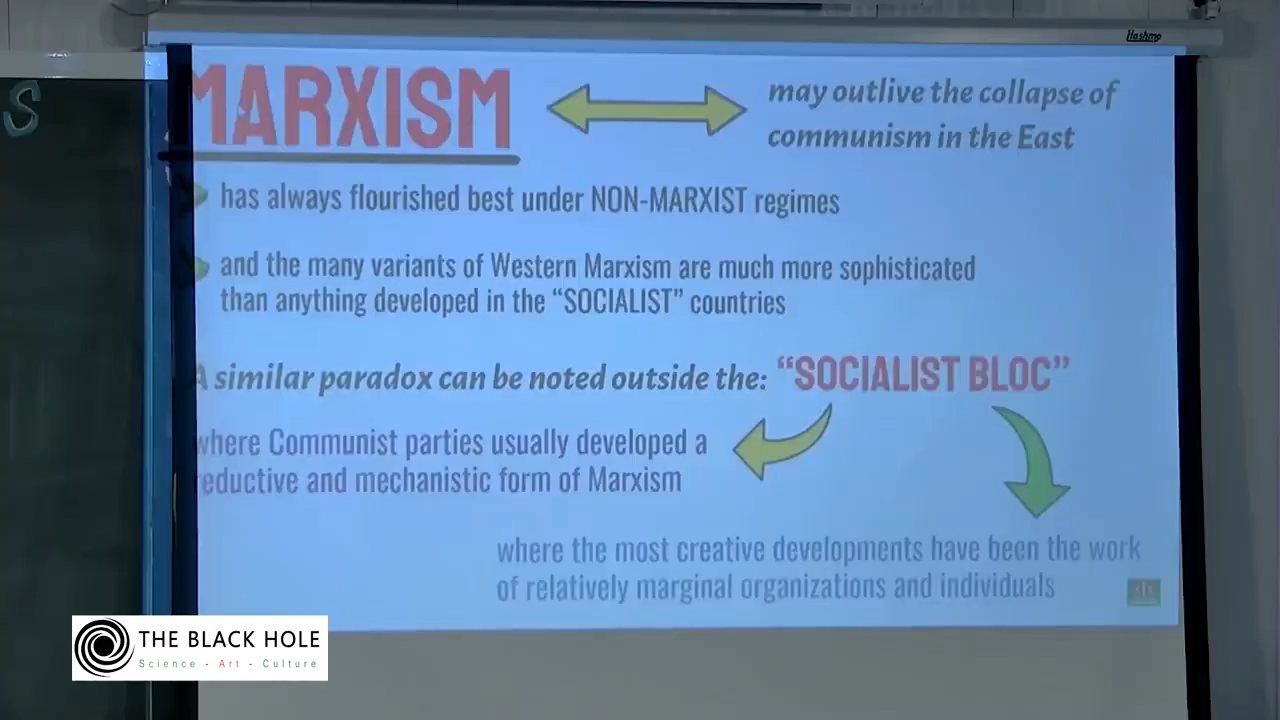 Hashmo
S
MARXISM
may outlive the collapse of
communism in the East
has always flourished best under NON-MARXIST regimes
and the many variants of Western Marxism are much more sophisticated
than anything developed in the “SOCIALIST” countries
A similar paradox can be noted outside the: “SOCIALIST BLOC”
where Communist parties usually developed a
reductive and mechanistic form of Marxism
where the most creative developments have been the work
of relatively marginal organizations and individuals
THE BLACK HOLE
Science - Art - Culture